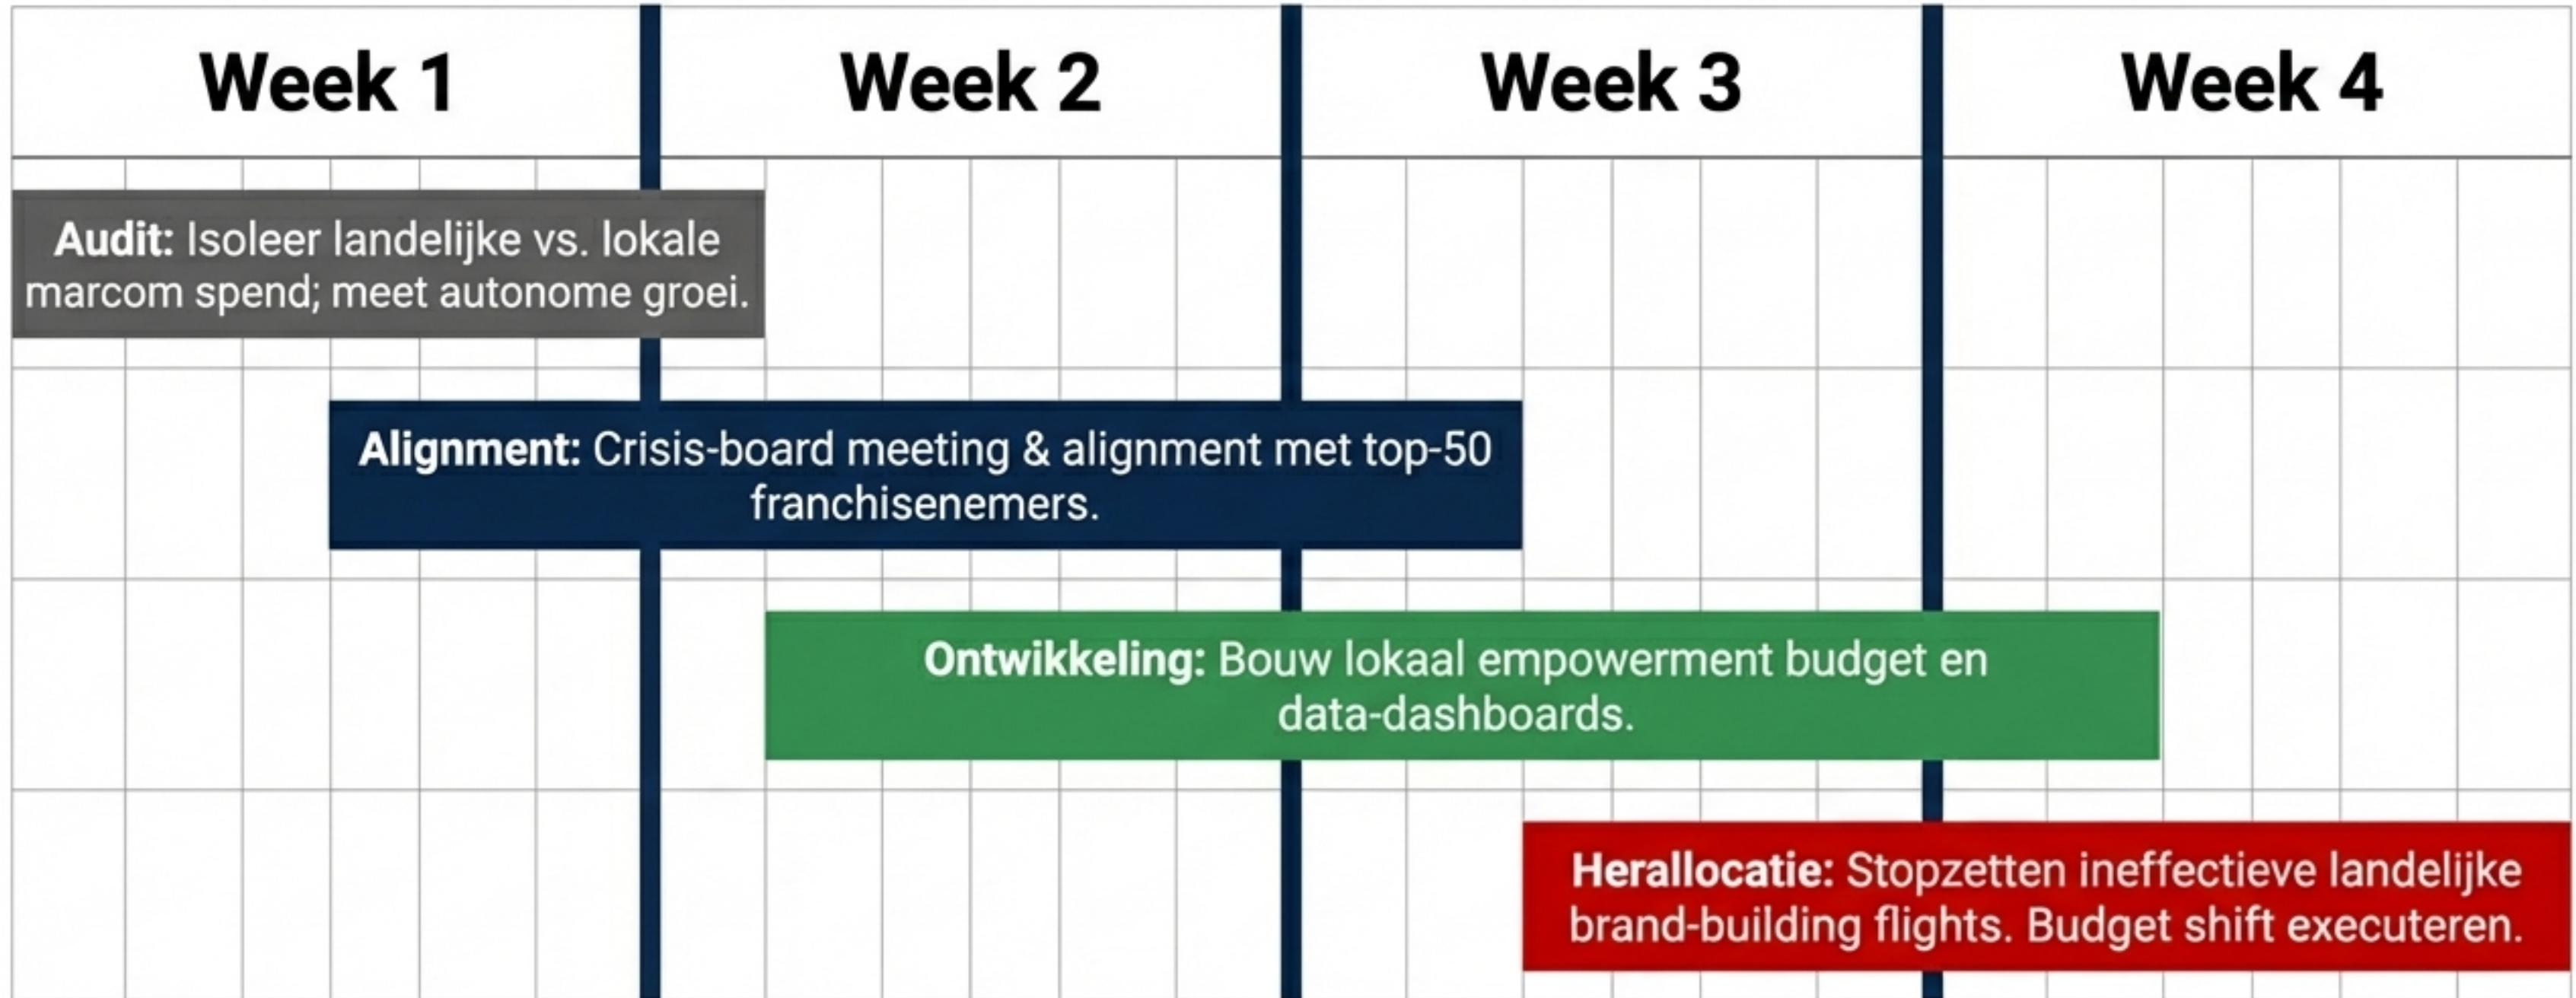 Week 1
Week 2
Week 3
Week 4
Audit: Isoleer landelijke vs. lokale
marcom spend; meet autonome groei.
Alignment: Crisis-board meeting & alignment met top-50
franchisenemers.
Ontwikkeling: Bouw lokaal empowerment budget en
data-dashboards.
Herallocatie: Stopzetten ineffectieve landelijke
brand-building flights. Budget shift executeren.